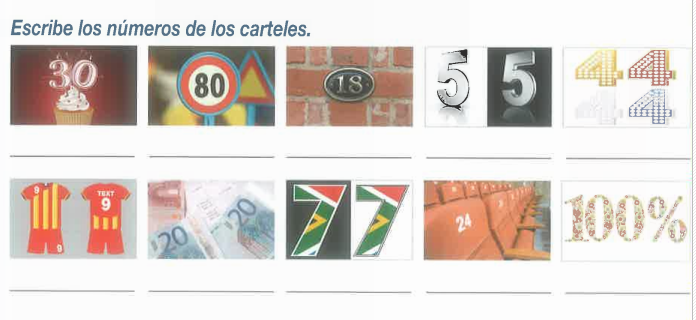 Escribe los números de los carteles.
30 80 18 5 5 4 4 4 4
9 9 TEXT 9 20 20 7 7 24 100%